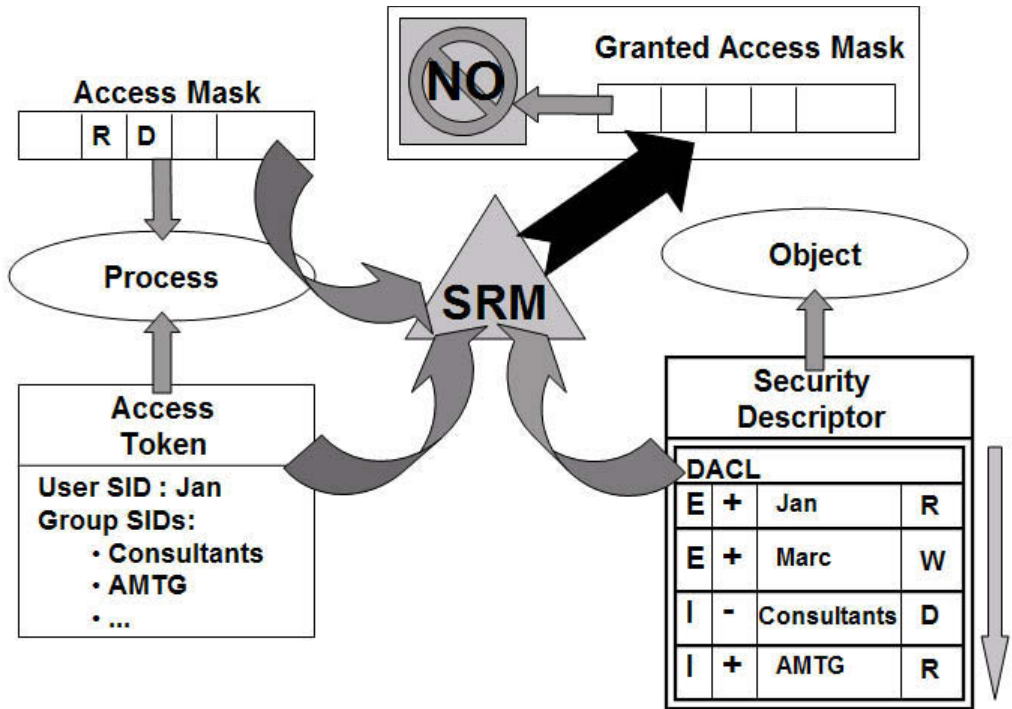 Granted Access Mask
NO
Access Mask
R D
Process
SRM
Object
Access
Token
User SID : Jan
Group SIDs:
• Consultants
• AMTG
• ...
Security
Descriptor
DACL
E + Jan R
E + Marc W
I - Consultants D
I + AMTG R